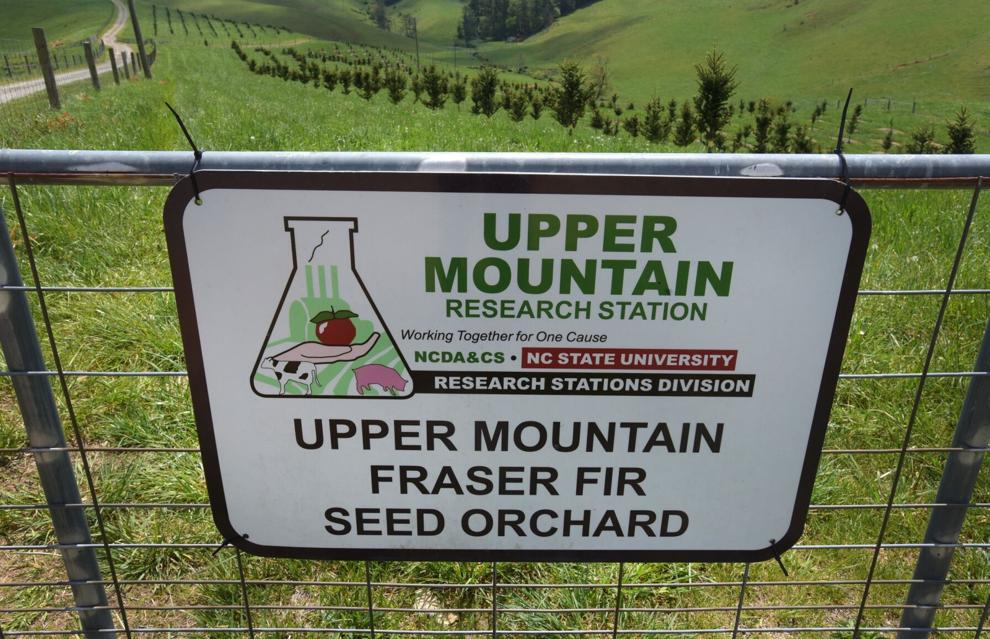 UPPER
MOUNTAIN
RESEARCH STATION
Working Together for One Cause
NCDA&CS • NC STATE UNIVERSITY
RESEARCH STATIONS DIVISION
UPPER MOUNTAIN
FRASER FIR
SEED ORCHARD